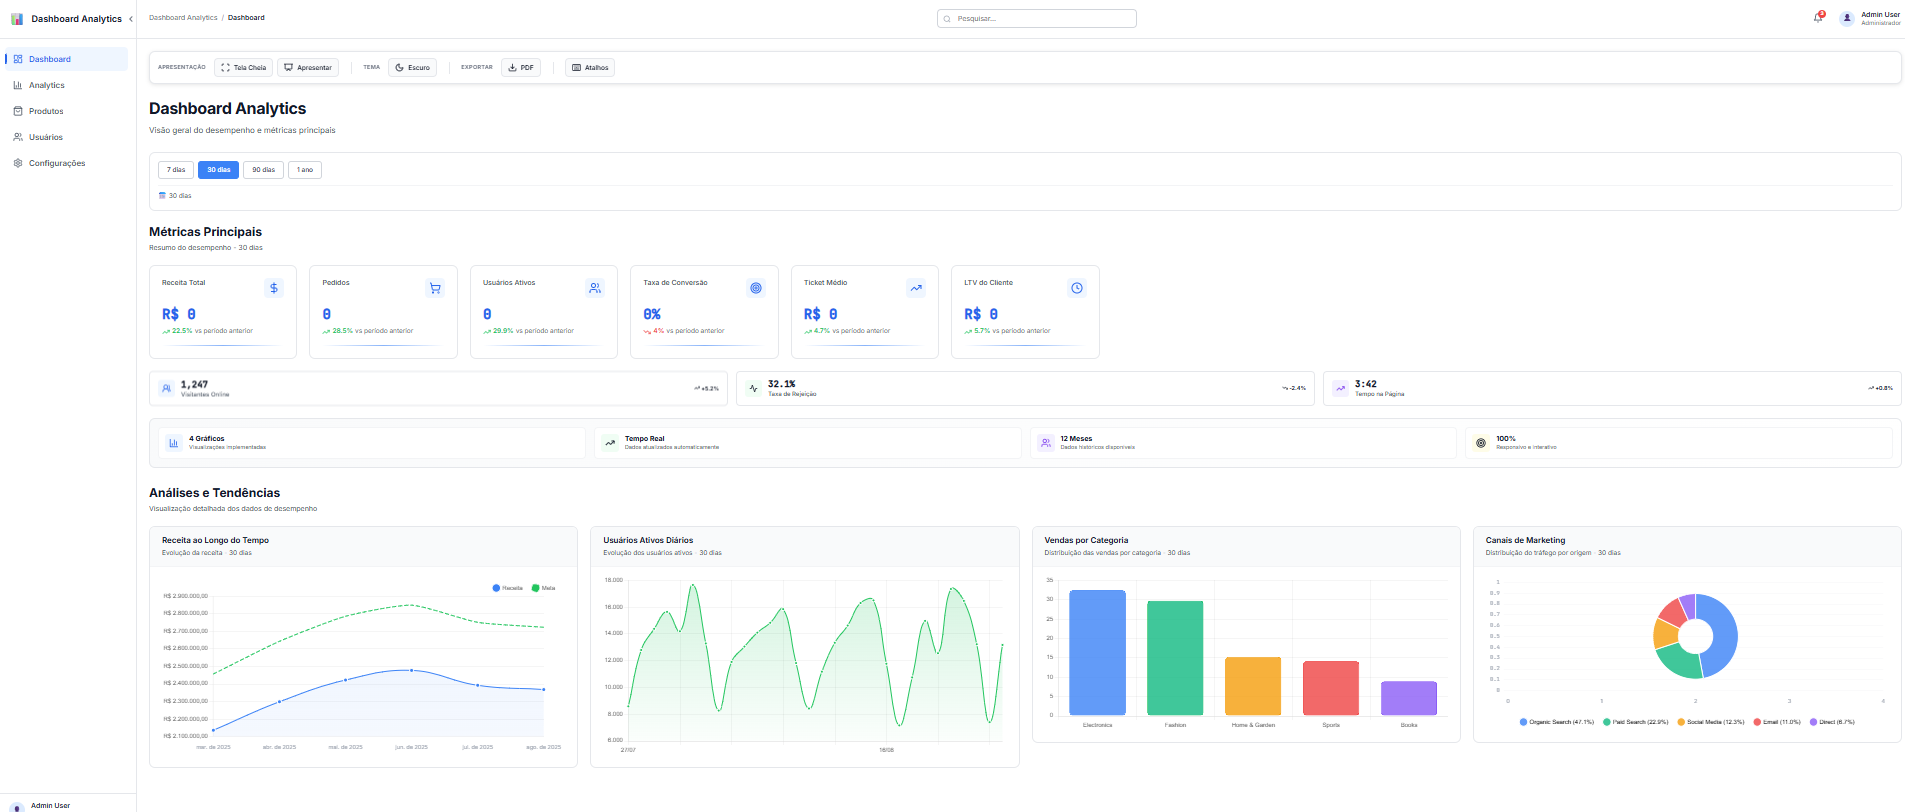 Dashboard Analytics
Dashboard Analytics / Dashboard
Pesquisar...
3
Admin User
Administrador
Dashboard
Analytics
Produtos
Usuários
Configurações
APRESENTAÇÃO Tela Cheia Apresentar TEMA Escuro EXPORTAR PDF Atalhos
Dashboard Analytics
Visão geral do desempenho e métricas principais
7 dias 30 dias 90 dias 1 ano
30 dias
Métricas Principais
Resumo do desempenho · 30 dias
Receita Total
R$ 0
22.5% vs período anterior
Pedidos
0
28.5% vs período anterior
Usuários Ativos
0
29.9% vs período anterior
Taxa de Conversão
0%
4% vs período anterior
Ticket Médio
R$ 0
4.7% vs período anterior
LTV do Cliente
R$ 0
5.7% vs período anterior
1,247
Visitantes Online
+5.2%
32.1%
Taxa de Rejeição
-2.4%
3:42
Tempo na Página
+0.8%
4 Gráficos
Visualizações implementadas
Tempo Real
Dados atualizados automaticamente
12 Meses
Dados históricos disponíveis
100%
Responsivo e interativo
Análises e Tendências
Visualização detalhada dos dados de desempenho
Receita ao Longo do Tempo
Evolução da receita · 30 dias
Receita Meta
R$ 2.900.000,00
R$ 2.800.000,00
R$ 2.700.000,00
R$ 2.600.000,00
R$ 2.500.000,00
R$ 2.400.000,00
R$ 2.300.000,00
R$ 2.200.000,00
R$ 2.100.000,00
mar. de 2025 abr. de 2025 mai. de 2025 jun. de 2025 jul. de 2025 ago. de 2025
Usuários Ativos Diários
Evolução dos usuários ativos · 30 dias
18.000
16.000
14.000
12.000
10.000
8.000
6.000
27/07 16/08
Vendas por Categoria
Distribuição das vendas por categoria · 30 dias
35
30
25
20
15
10
5
0
Electronics Fashion Home & Garden Sports Books
Canais de Marketing
Distribuição do tráfego por origem · 30 dias
1
0.9
0.8
0.7
0.6
0.5
0.4
0.3
0.2
0.1
0
0 1 2 3 4
Organic Search (47.1%) Paid Search (22.9%) Social Media (12.3%) Email (11.0%) Direct (6.7%)
Admin User